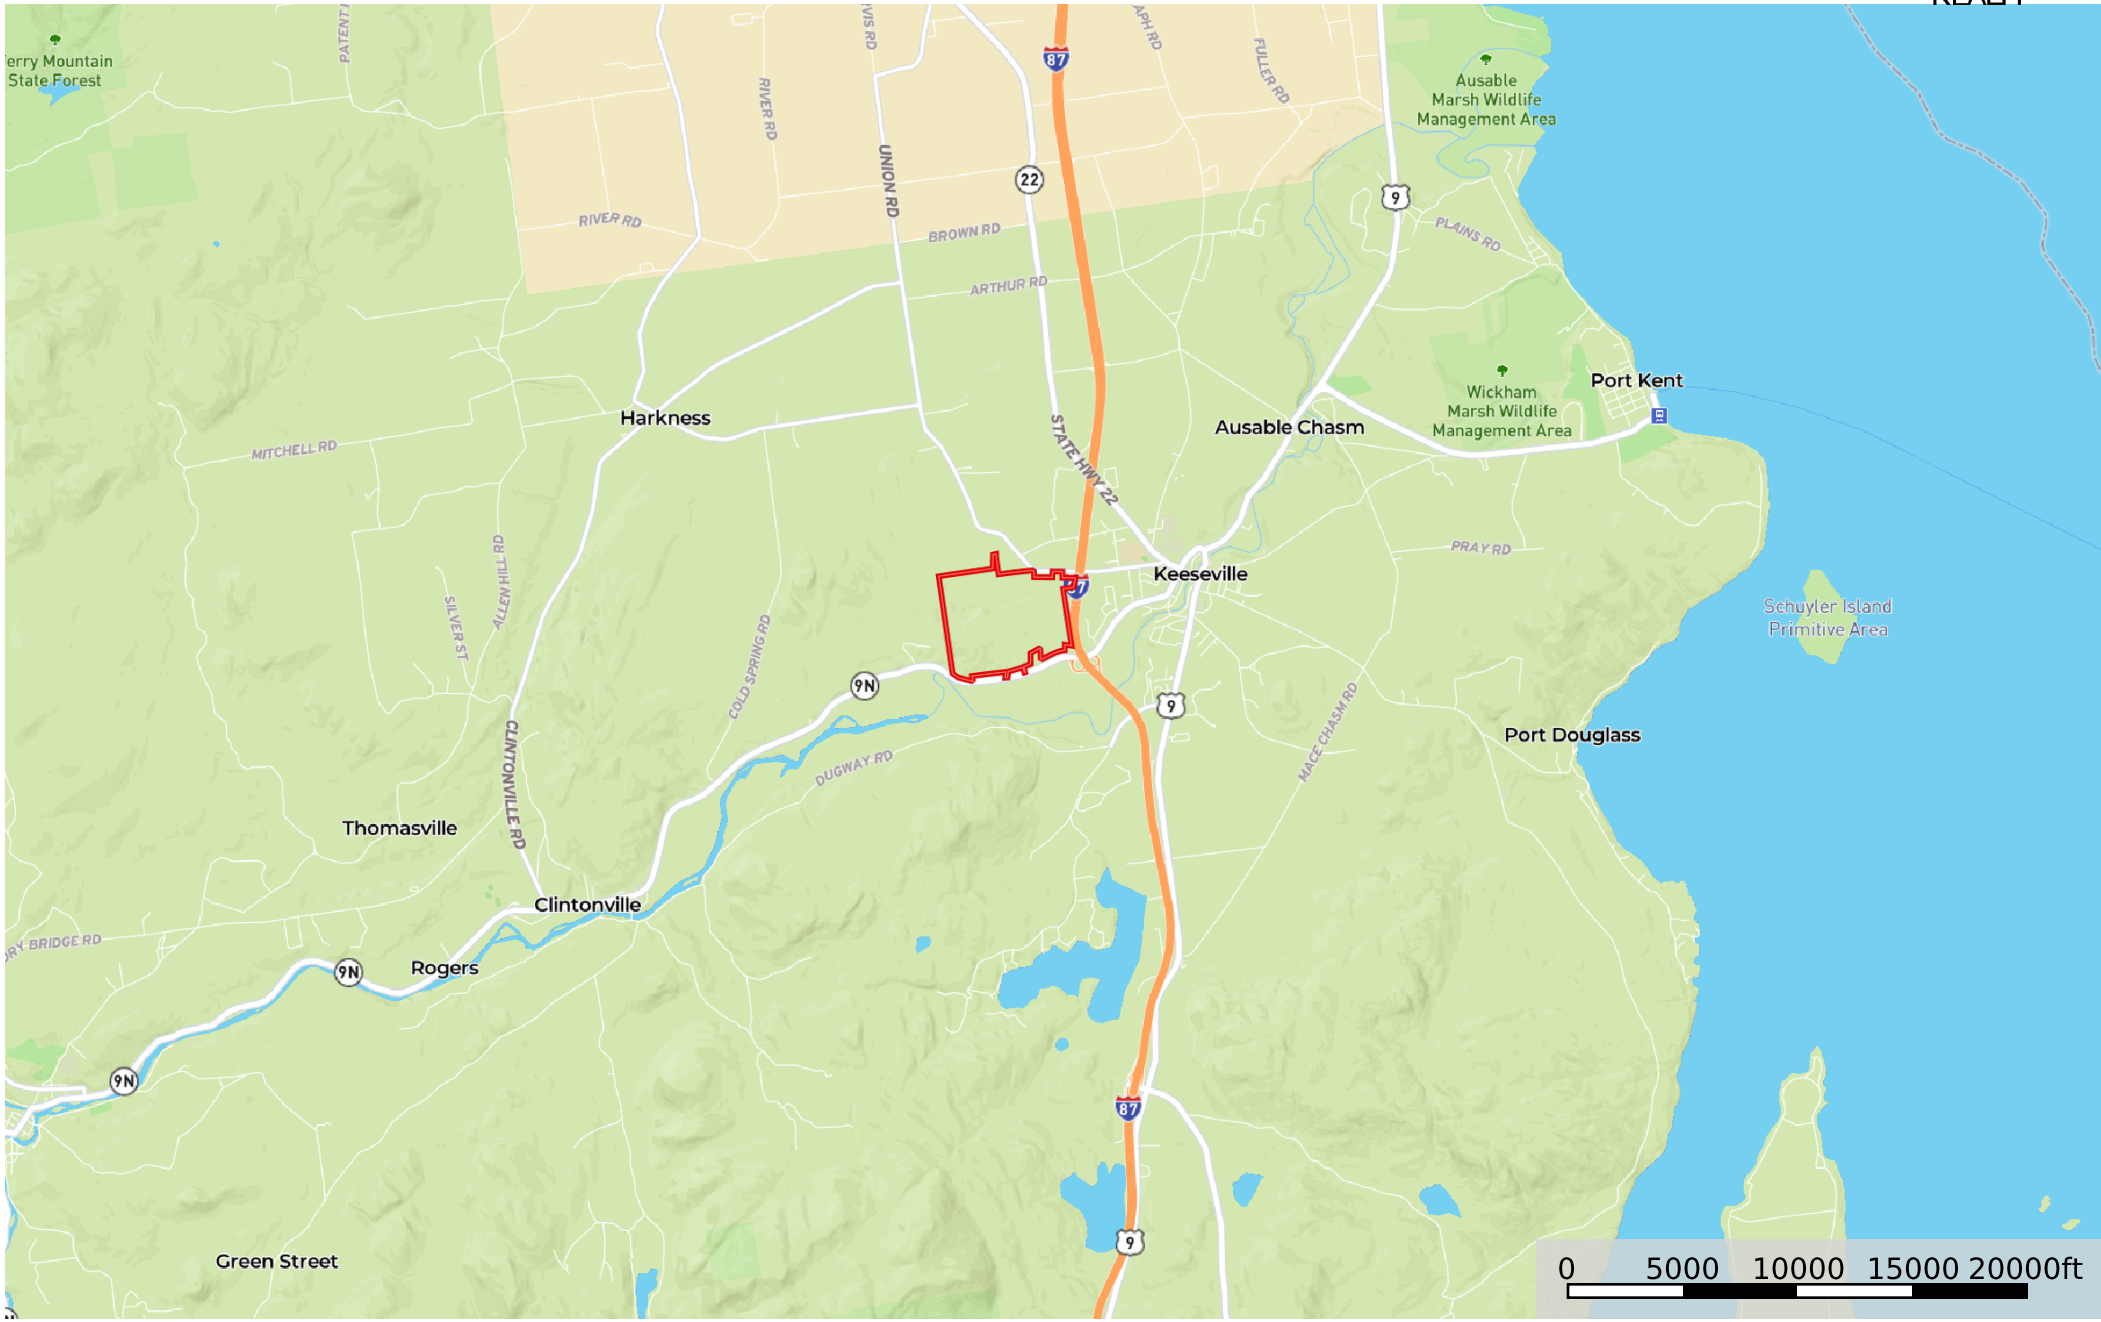 erry Mountain
State Forest
RIVER RD
UNION RD
22
87
FULLER RD
Ausable
Marsh Wildlife
Management Area
9
RIVER RD
BROWN RD
PLAINS RD
ARTHUR RD
Harkness
MITCHELL RD
STATE HWY 22
Ausable Chasm
Wickham
Marsh Wildlife
Management Area
Port Kent
PRAY RD
Keeseville
87
ALLEN HILL RD
SILVER ST
COLD SPRING RD
Schuyler Island
Primitive Area
9N
9
CLINTONVILLE RD
DUGWAY RD
MACE CHASM RD
Port Douglass
Thomasville
Clintonville
RY BRIDGE RD
Rogers
9N
9N
87
9
Green Street
0 5000 10000 15000 20000ft